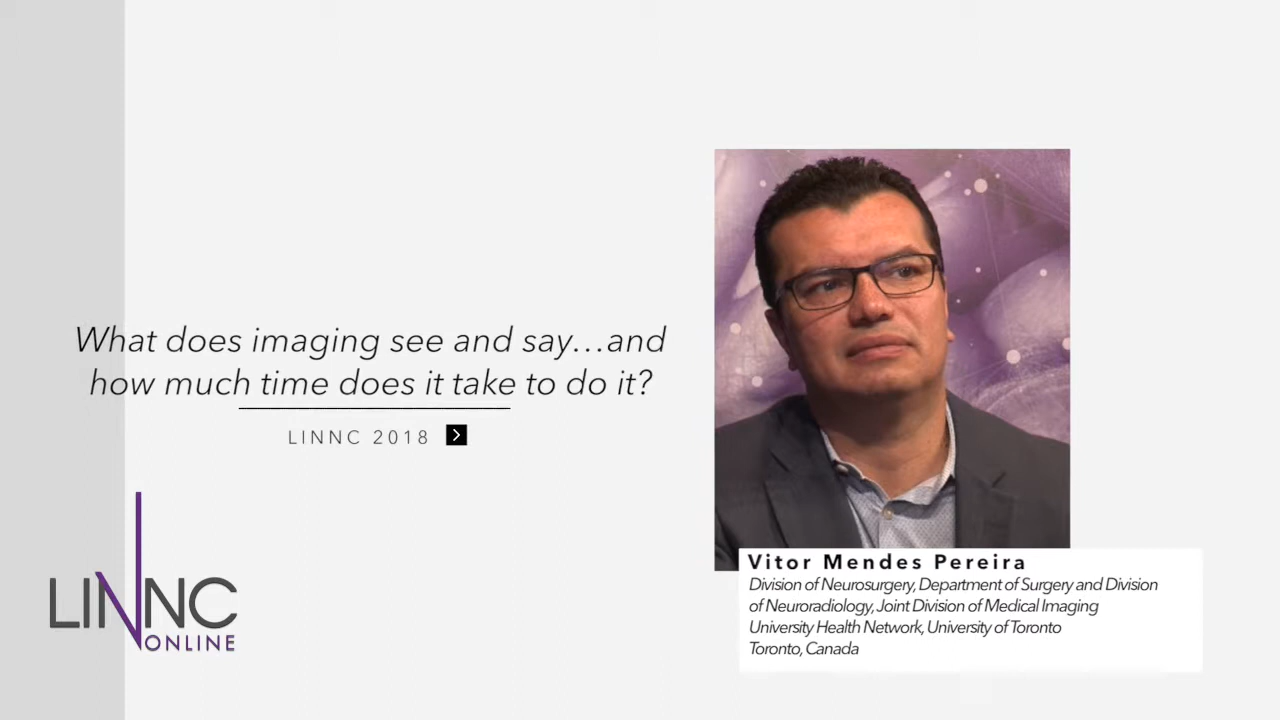 What does imaging see and say...and
how much time does it take to do it?
LINNC 2018
LINNC
ONLINE
Vitor Mendes Pereira
Division of Neurosurgery, Department of Surgery and Division
of Neuroradiology, Joint Division of Medical Imaging
University Health Network, University of Toronto
Toronto, Canada